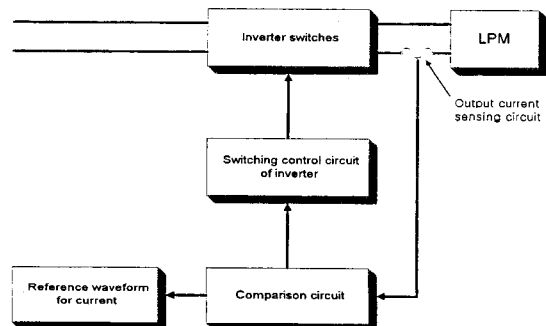 Inverter switches
LPM
Output current
sensing circuit
Switching control circuit
of inverter
Reference waveform
for current
Comparison circuit